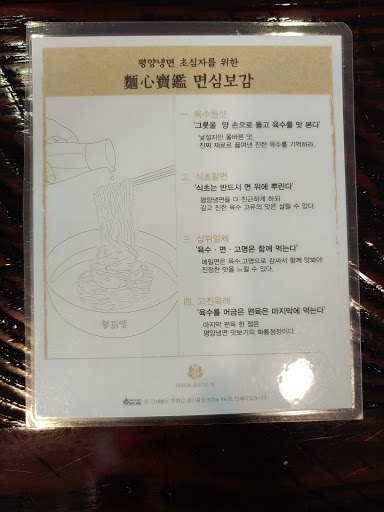 평양냉면 초심자를 위한
麵心寶鑑 면심보감
一. 육수원샷
'그릇을 양 손으로 들고 육수를 맛 본다'
낯설지만 올바른 맛,
진짜 재료로 끓여낸 진한 육수를 기억하라.
二. 식초밀면
'식초는 반드시 면 위에 뿌린다'
평양냉면을 더 친근하게 하되
깊고 진한 육수 고유의 맛은 살릴 수 있다.
三. 삼위일체
'육수·면·고명은 함께 먹는다'
메밀면은 육수,고명으로 감싸서 함께 맛봐야
진정한 맛을 느낄 수 있다.
四. 고진육래
'육수를 머금은 편육은 마지막에 먹는다'
마지막 편육 한 점은
평양냉면 맛보기의 화룡점정이다.
봉피양